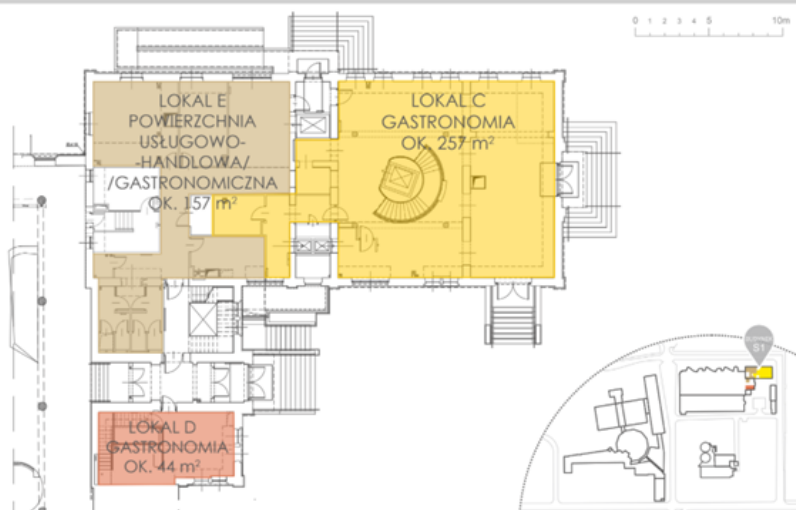 0 1 2 3 4 5 10m
LOKAL E
POWIERZCHNIA
USŁUGOWO-
-HANDLOWA/
/GASTRONOMICZNA
OK. 157 m²
LOKAL C
GASTRONOMIA
OK. 257 m²
LOKAL D
GASTRONOMIA
OK. 44 m²
S1